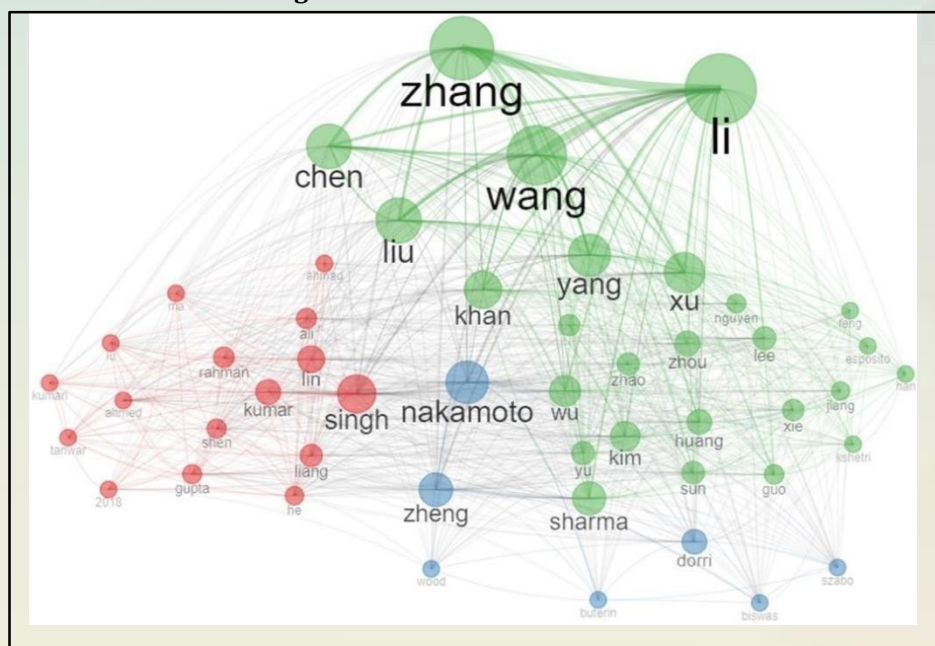 zhang
li
chen
wang
liu
yang
xu
khan
ahmad
ma
nguyen
feng
ali
lee
esposito
zhou
rahman
lin
zhao
han
kumari
kumar
singh
nakamoto
wu
jiang
ahmed
xie
shen
huang
kim
tanwar
kshetri
liang
yu
gupta
sun
guo
2018
he
zheng
sharma
dorri
wood
szabo
buterin
biswas